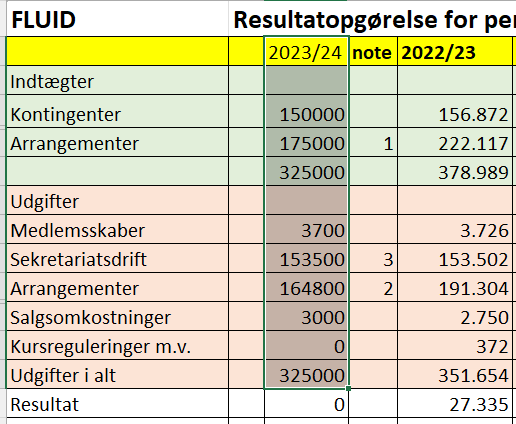 FLUID Resultatopgørelse for per
2023/24 note 2022/23
Indtægter
Kontingenter 150000 156.872
Arrangementer 175000 1 222.117
325000 378.989
Udgifter
Medlemsskaber 3700 3.726
Sekretariatsdrift 153500 3 153.502
Arrangementer 164800 2 191.304
Salgsomkostninger 3000 2.750
Kursreguleringer m.v. 0 372
Udgifter i alt 325000 351.654
Resultat 0 27.335